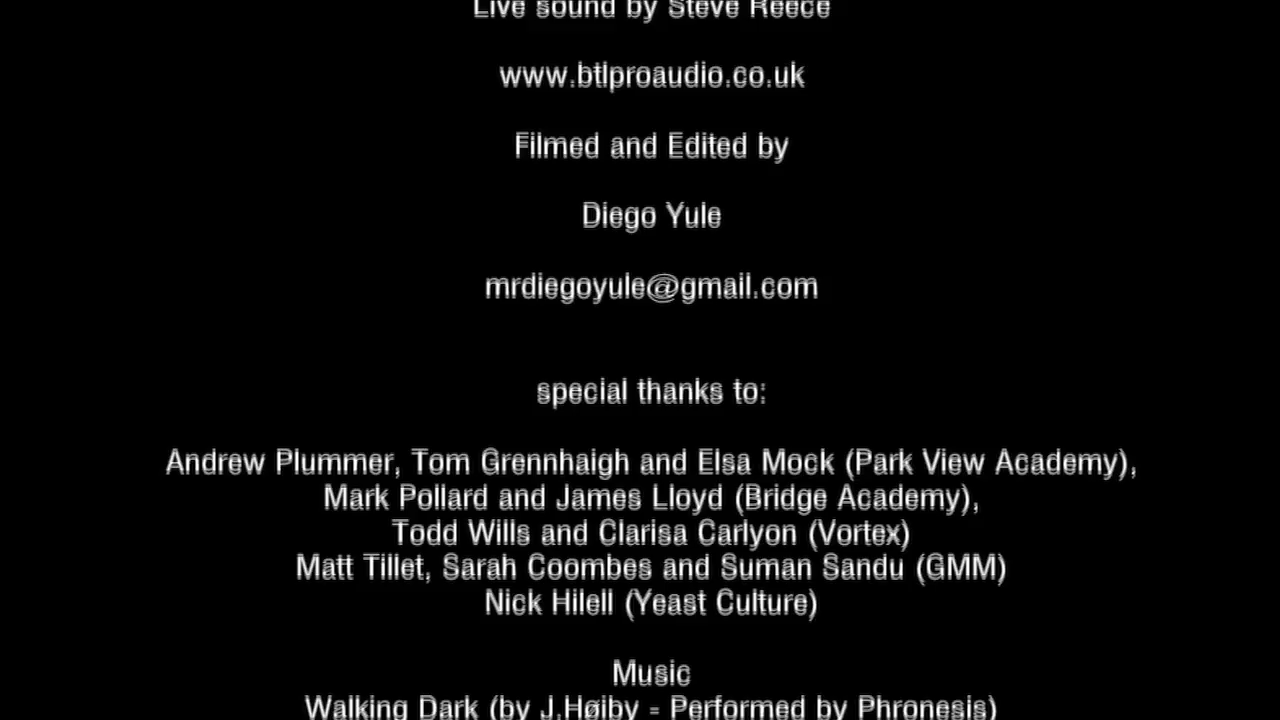 Live sound by Steve Reece
www.btlproaudio.co.uk
Filmed and Edited by
Diego Yule
mrdiegoyule@gmail.com
special thanks to:
Andrew Plummer, Tom Grennhaigh and Elsa Mock (Park View Academy),
Mark Pollard and James Lloyd (Bridge Academy),
Todd Wills and Clarisa Carlyon (Vortex)
Matt Tillet, Sarah Coombes and Suman Sandu (GMM)
Nick Hilell (Yeast Culture)
Music
Walking Dark (by J.Høiby - Performed by Phronesis)